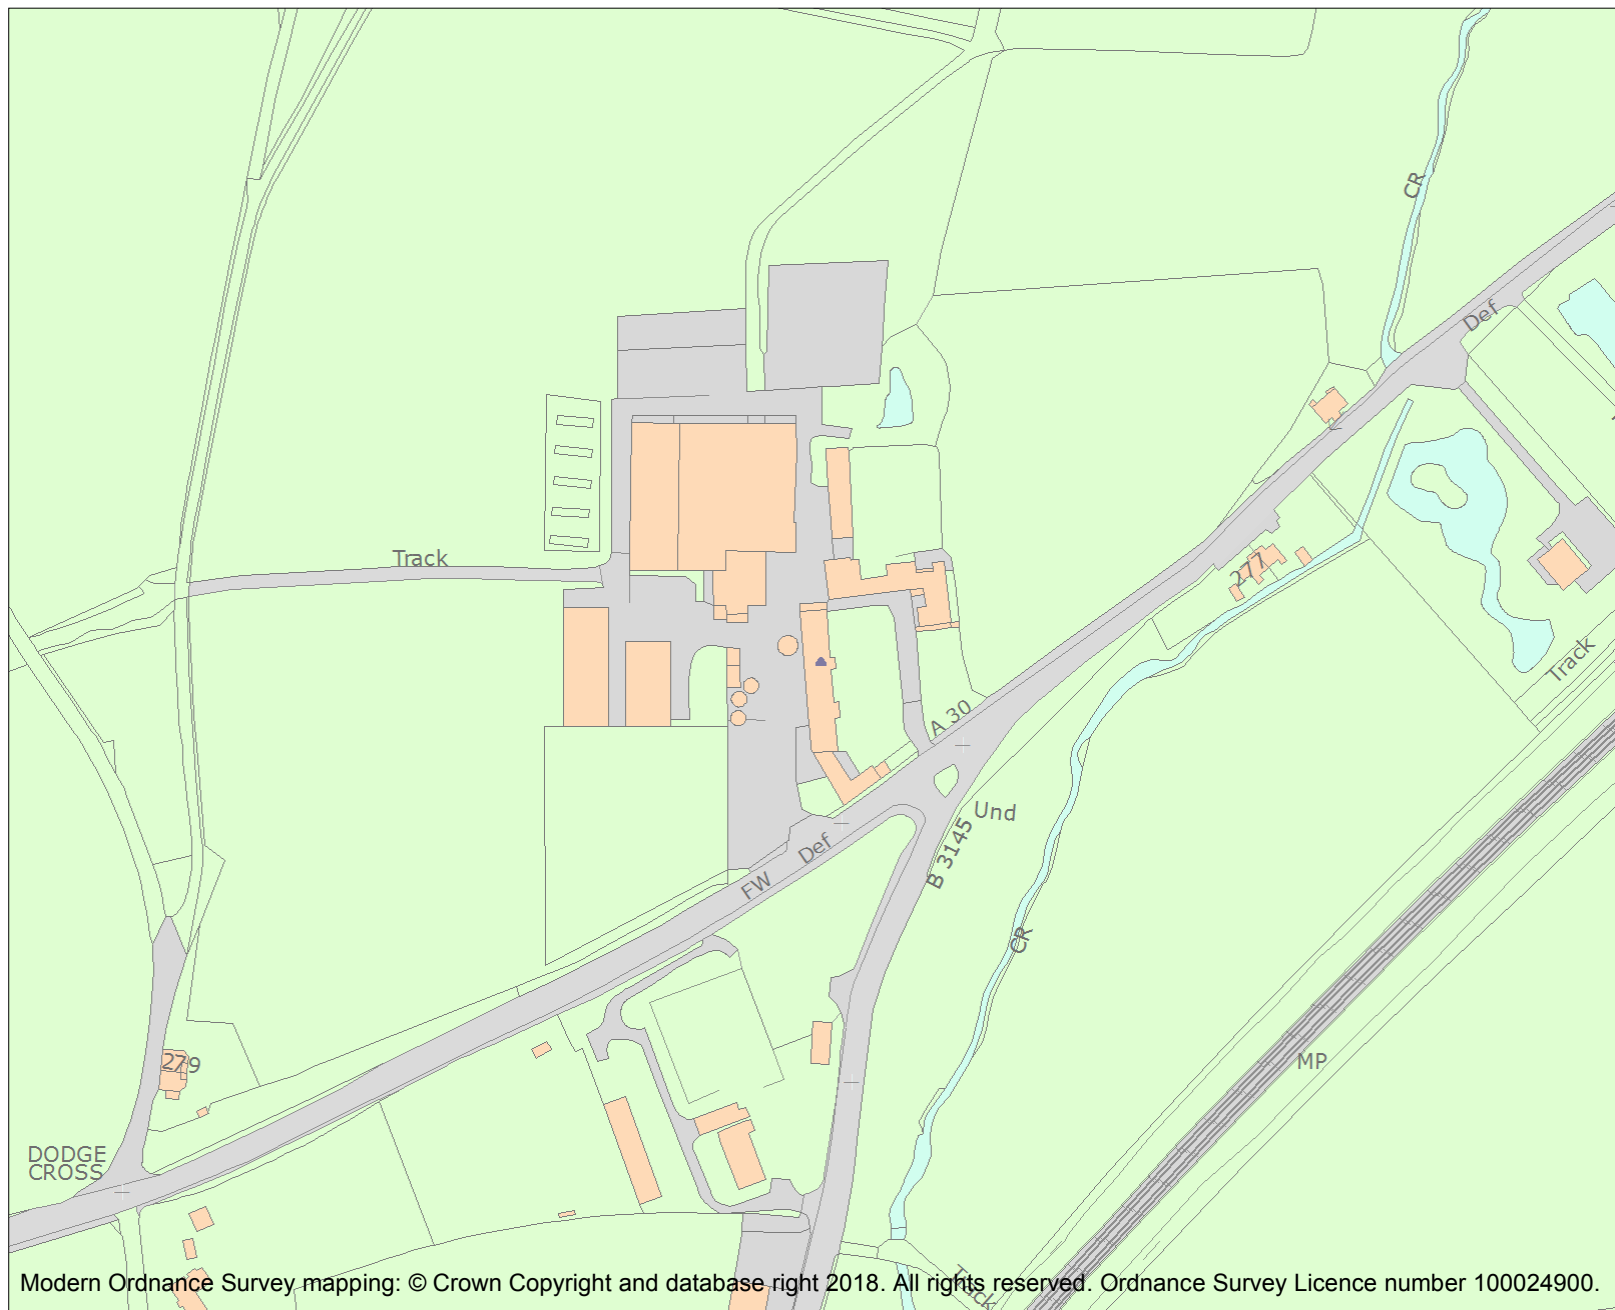 CR
Def
Track
277
Track
A 30
Und
Def
B 3145
FW
CR
MP
279
DODGE
CROSS
Track
Modern Ordnance Survey mapping: © Crown Copyright and database right 2018. All rights reserved. Ordnance Survey Licence number 100024900.